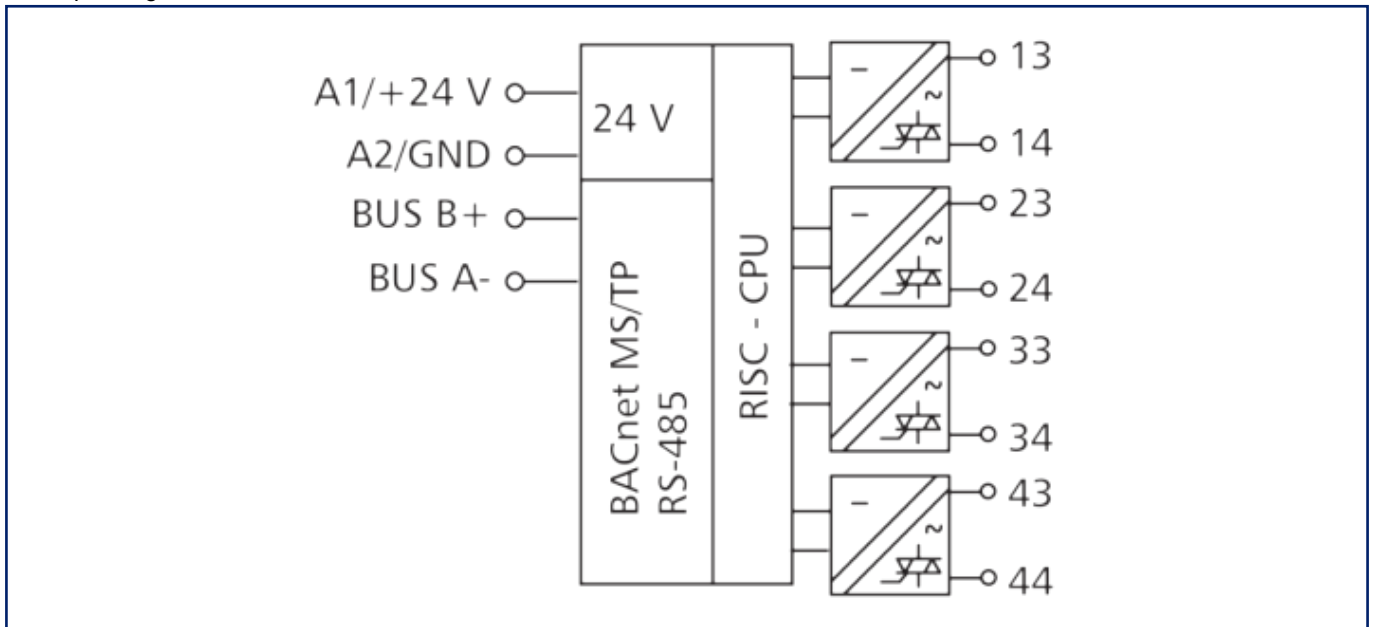 A1/+24 V
A2/GND
BUS B+
BUS A-
24 V
BACnet MS/TP
RS-485
RISC - CPU
13
14
23
24
33
34
43
44